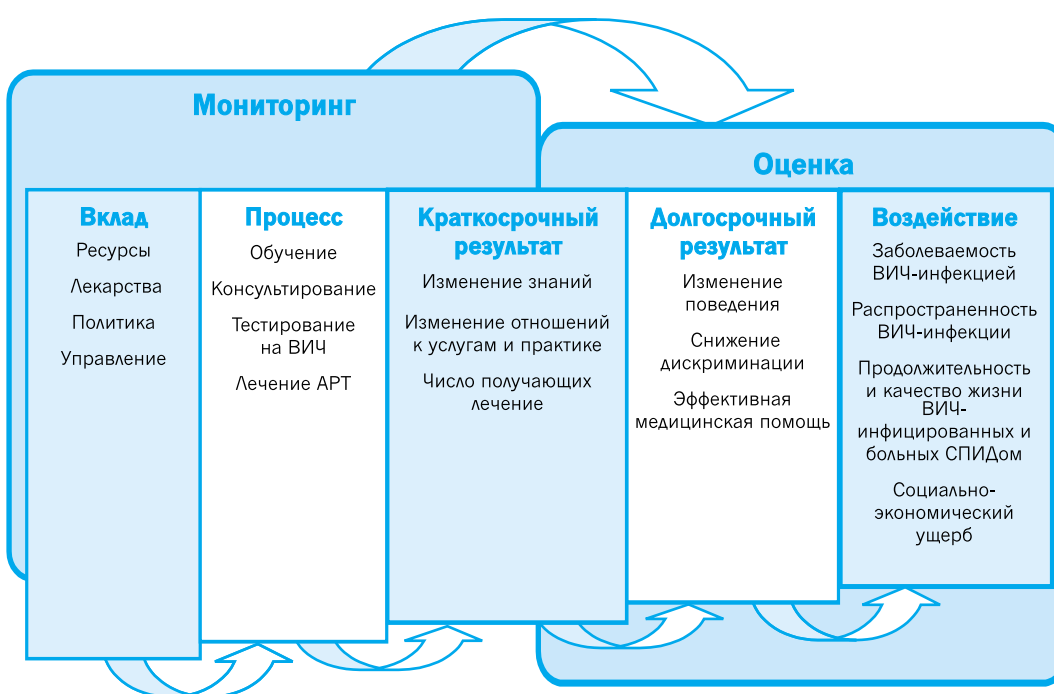 Мониторинг
Оценка
Вклад
Ресурсы
Лекарства
Политика
Управление
Процесс
Обучение
Консультирование
Тестирование
на ВИЧ
Лечение АРТ
Краткосрочный
результат
Изменение знаний
Изменение отношений
к услугам и практике
Число получающих
лечение
Долгосрочный
результат
Изменение
поведения
Снижение
дискриминации
Эффективная
медицинская помощь
Воздействие
Заболеваемость
ВИЧ-инфекцией
Распространенность
ВИЧ-инфекции
Продолжительность
и качество жизни
ВИЧ-
инфицированных и
больных СПИДом
Социально-
экономический
ущерб